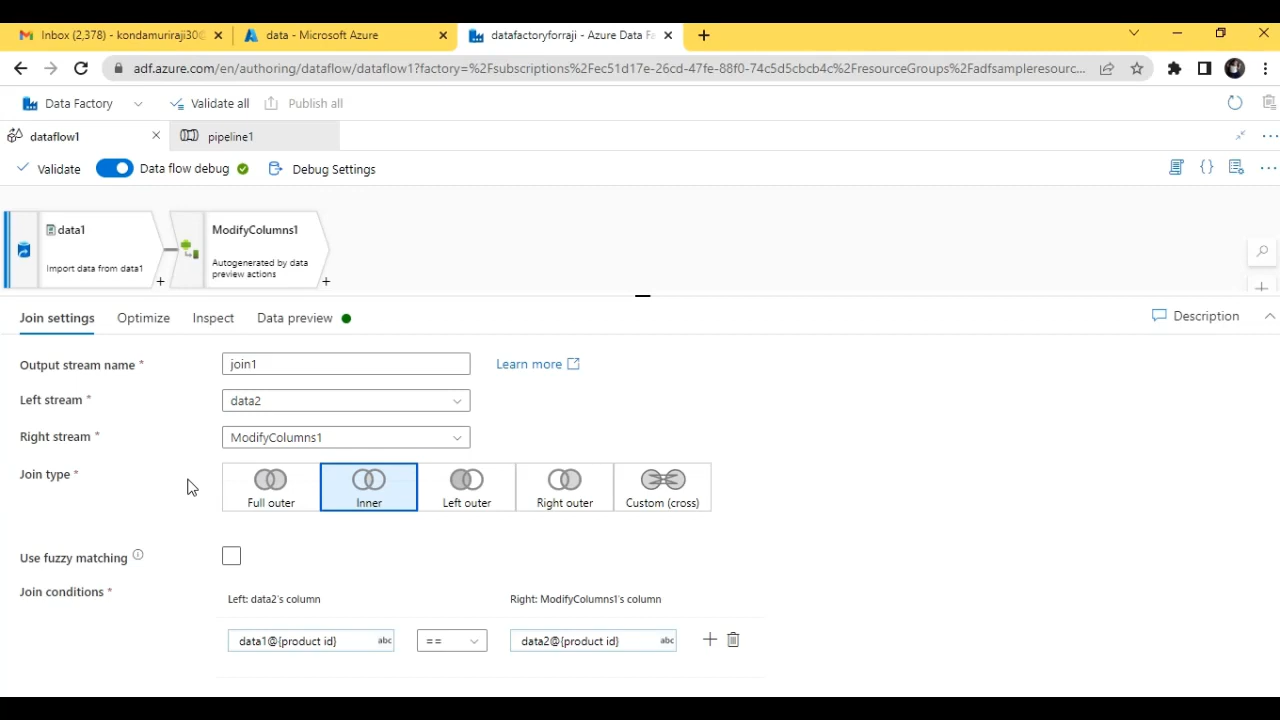 Inbox (2,378) - kondamuriraji30@
data - Microsoft Azure
datafactoryforraji - Azure Data Fa
adf.azure.com/en/authoring/dataflow/dataflow1?factory=%2Fsubscriptions%2Fec51d17e-26cd-47fe-88f0-74c5d5cbcb4c%2FresourceGroups%2Fadfsampleresourc...
Data Factory
Validate all
Publish all
dataflow1
pipeline1
Validate
Data flow debug
Debug Settings
data1
Import data from data1
+
ModifyColumns1
Autogenerated by data
preview actions
+
Join settings
Optimize
Inspect
Data preview
Description
Output stream name *
join1
Learn more
Left stream *
data2
Right stream *
ModifyColumns1
Join type *
Full outer
Inner
Left outer
Right outer
Custom (cross)
Use fuzzy matching
Join conditions *
Left: data2's column
Right: ModifyColumns1's column
data1@{product id}
abc
==
data2@{product id}
abc